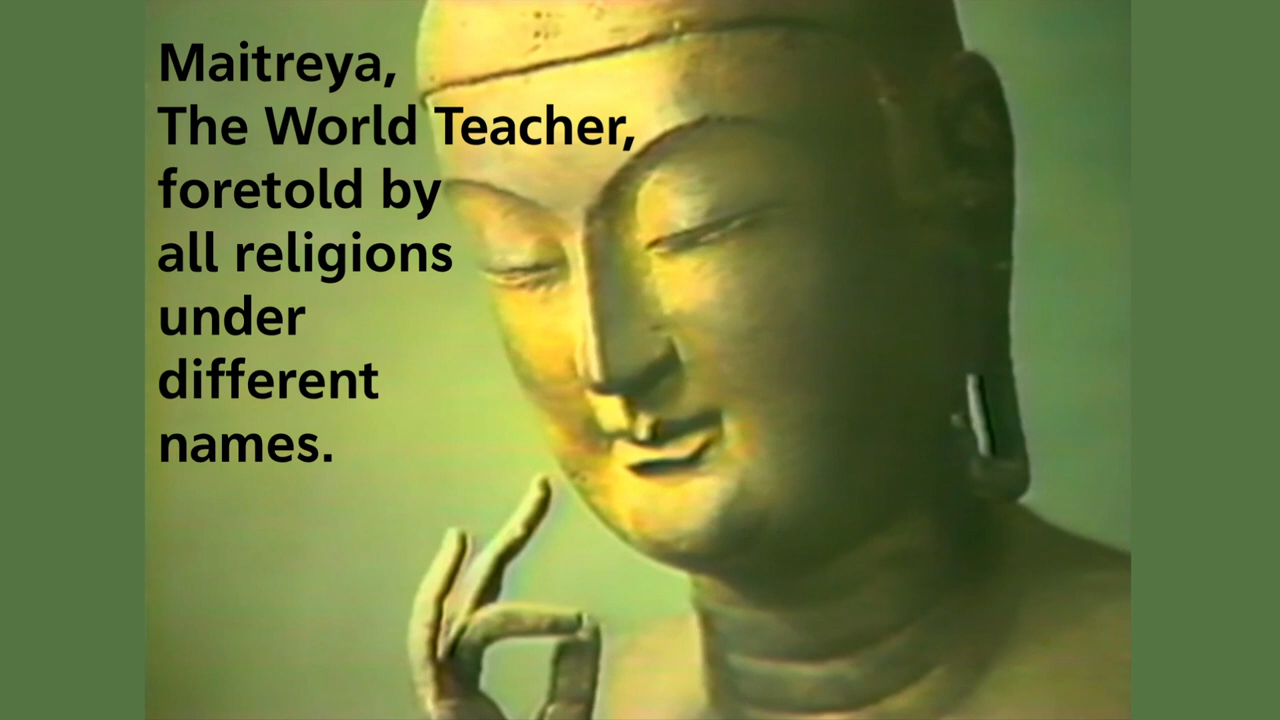 Maitreya,
The World Teacher,
foretold by
all religions
under
different
names.